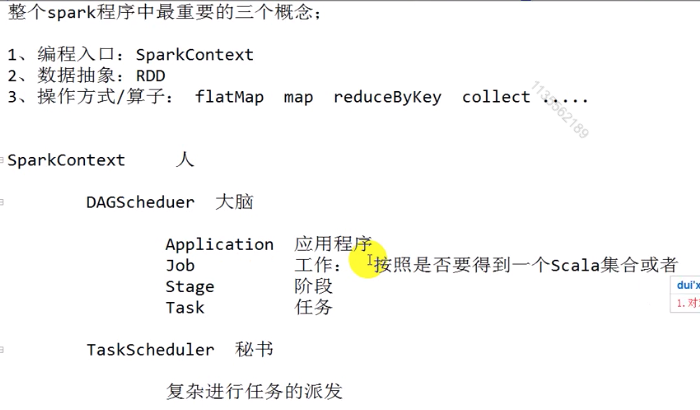 整个spark程序中最重要的三个概念；
1、编程入口：SparkContext
2、数据抽象：RDD
3、操作方式/算子： flatMap map reduceByKey collect .....
1135562189
SparkContext 人
DAGScheduer 大脑
Application 应用程序
Job 工作： 按照是否要得到一个Scala集合或者
Stage 阶段
Task 任务
dui'x
1.对
TaskScheduler 秘书
复杂进行任务的派发